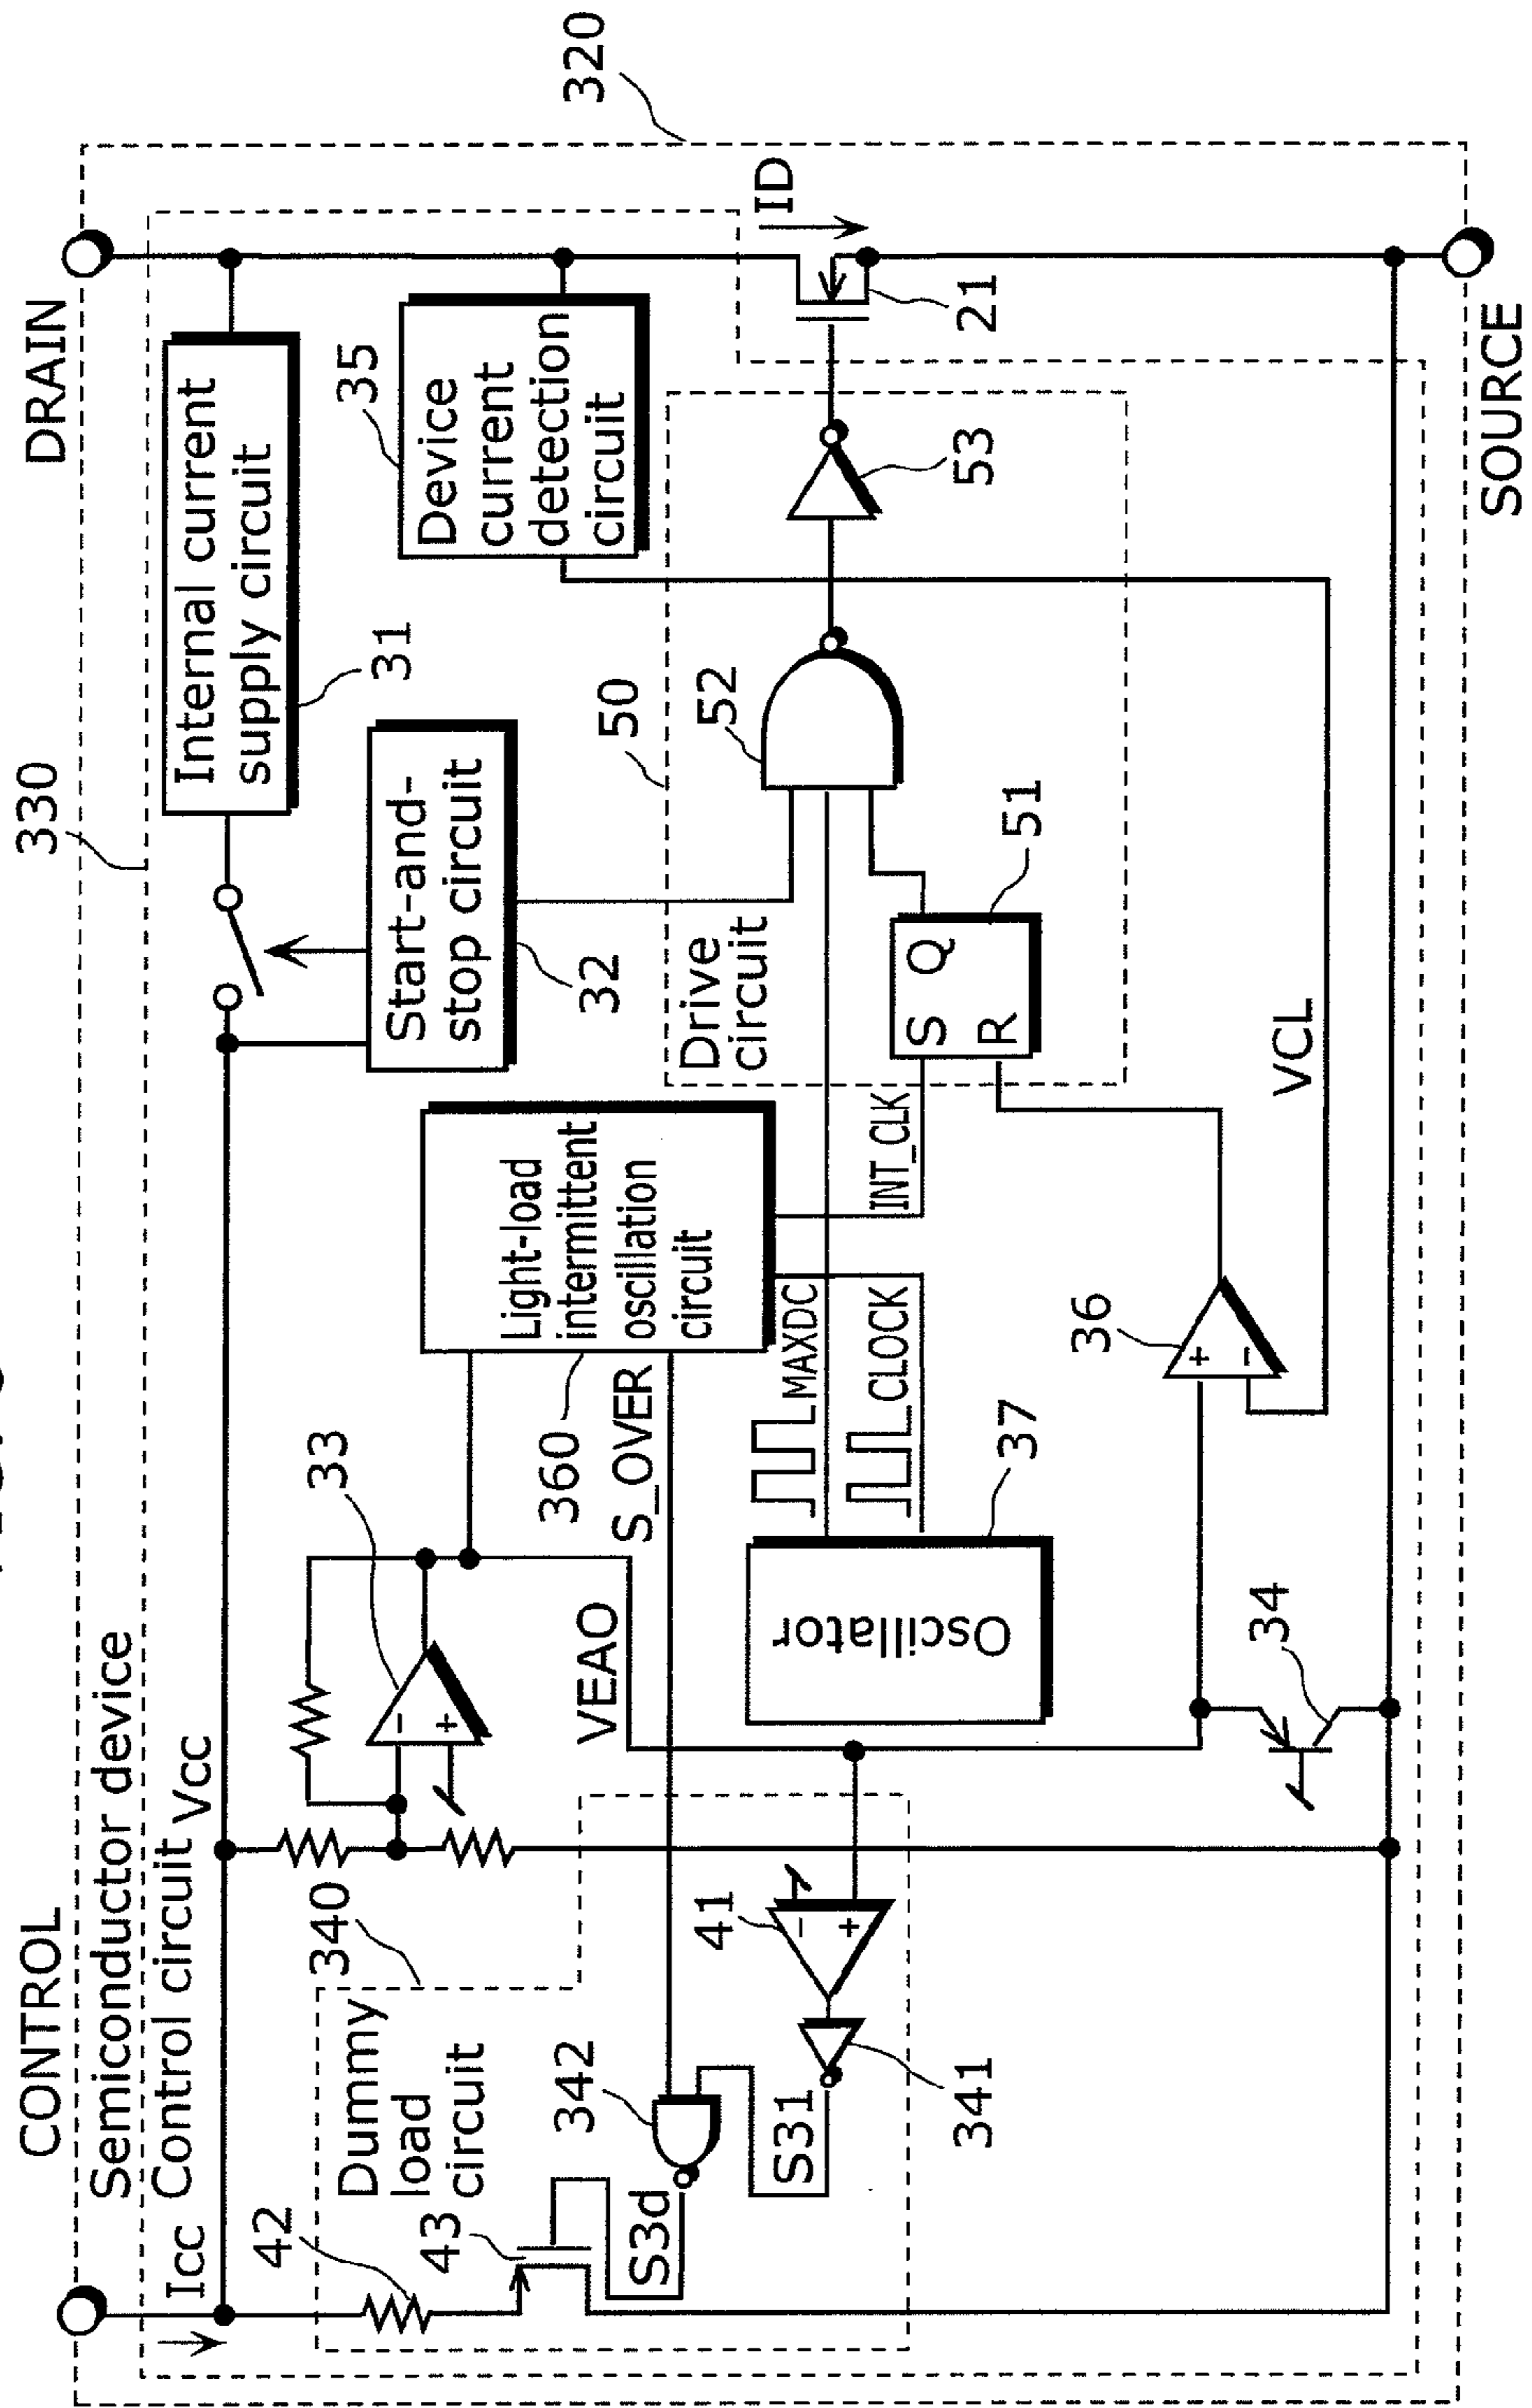 CONTROL
DRAIN
330
320
Semiconductor device
Control circuit
Icc
Vcc
Internal current
supply circuit
31
42
Dummy
load
circuit
340
33
-
+
Start-and-
stop circuit
32
35
Device
current
detection
circuit
43
342
VEAO
360
S_OVER
Light-load
intermittent
oscillation
circuit
50
Drive
circuit
52
ID
S3d
S31
41
-
+
341
Oscillator
37
MAXDC
CLOCK
INT_CLK
S
Q
R
51
53
21
34
36
+
-
VCL
SOURCE